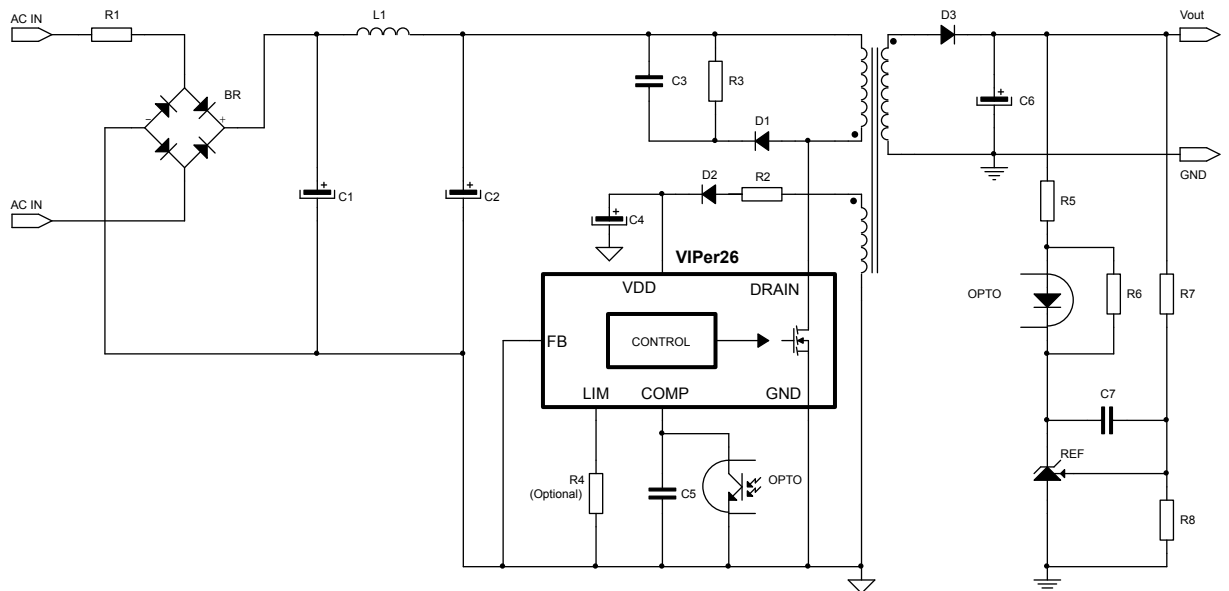 AC IN
R1
L1
D3
Vout
BR
C3
R3
C6
- +
D1
GND
AC IN
C1
C2
D2
R2
C4
R5
VIPer26
VDD
DRAIN
OPTO
R6
R7
FB
CONTROL
LIM
COMP
GND
C7
REF
R4
(Optional)
C5
OPTO
R8
+
+
+
+